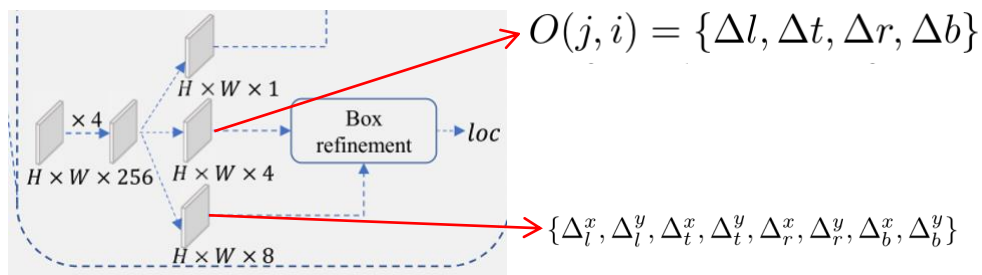 O(j, i) = {Δl, Δt, Δr, Δb}
H × W × 1
× 4
Box
refinement
loc
H × W × 256
H × W × 4
{Δ_l^x, Δ_l^y, Δ_t^x, Δ_t^y, Δ_r^x, Δ_r^y, Δ_b^x, Δ_b^y}
H × W × 8